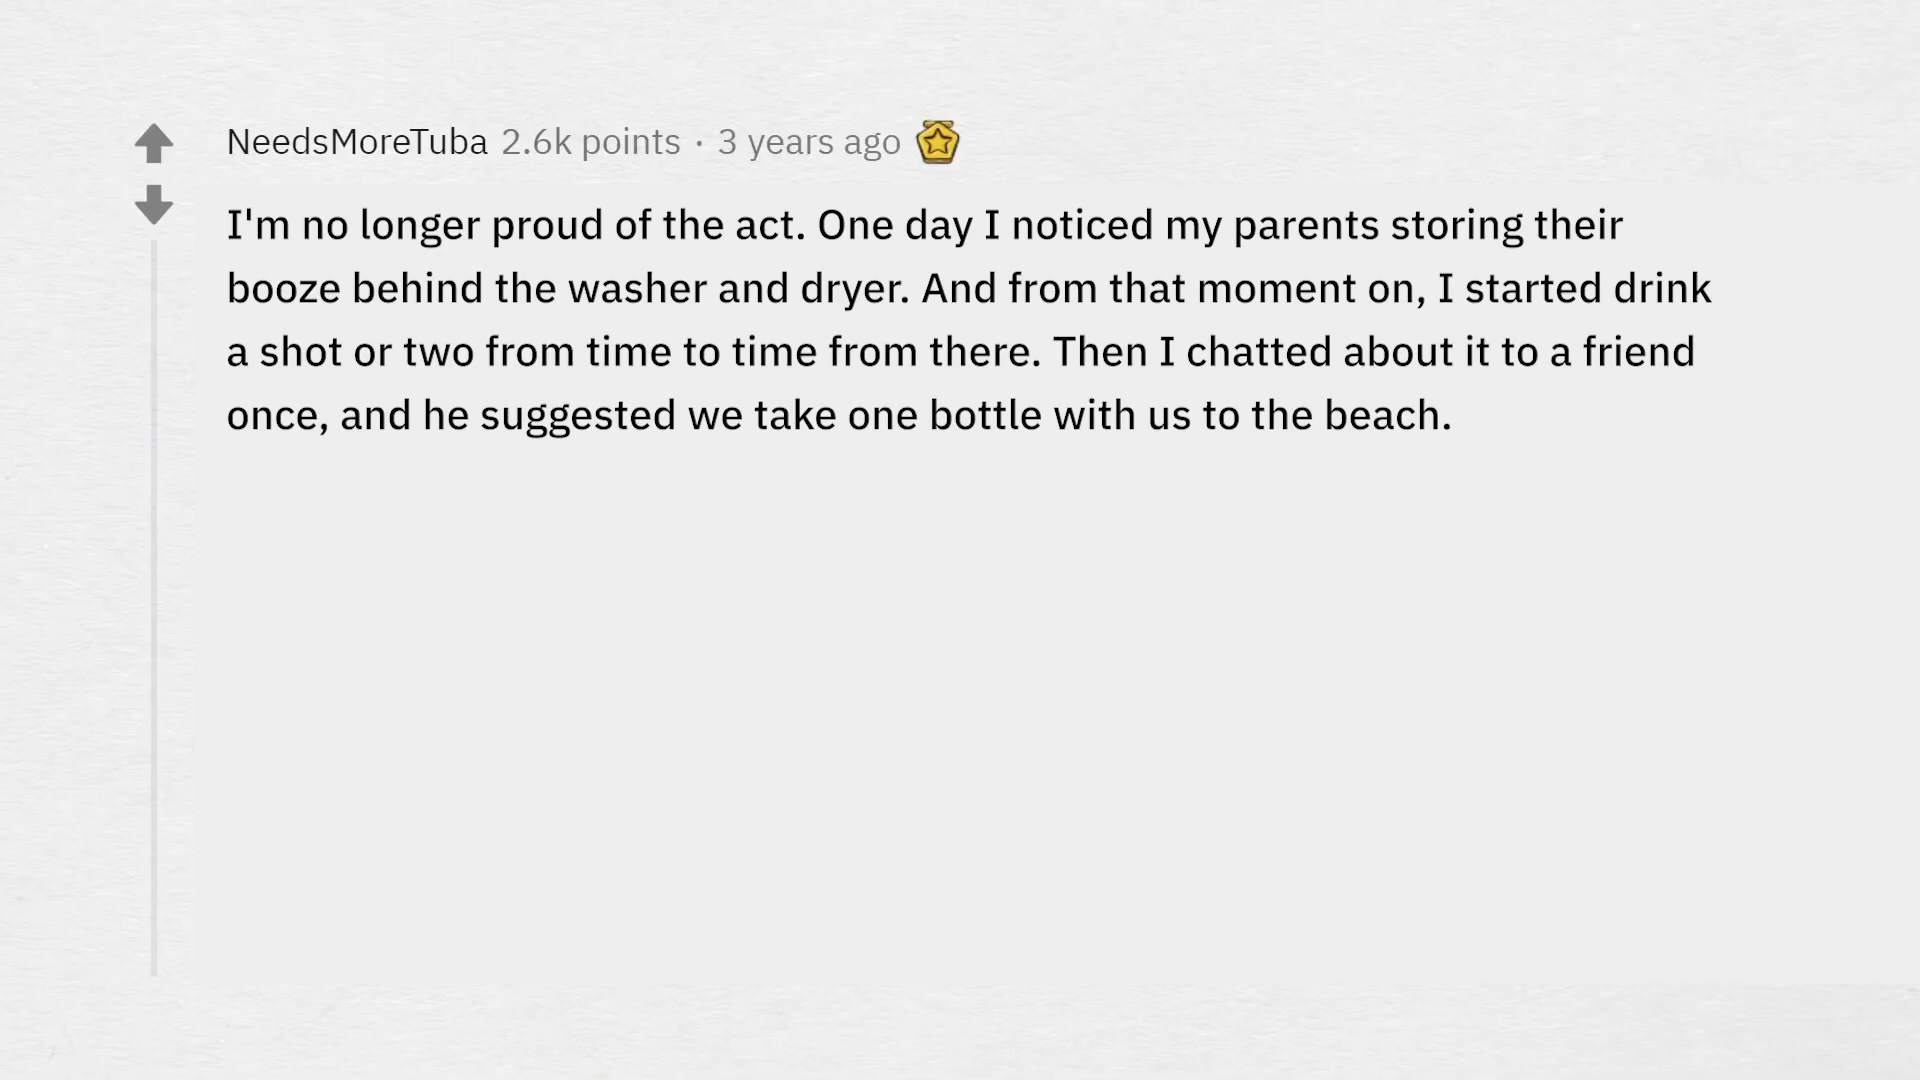 NeedsMoreTuba 2.6k points · 3 years ago
I'm no longer proud of the act. One day I noticed my parents storing their
booze behind the washer and dryer. And from that moment on, I started drink
a shot or two from time to time from there. Then I chatted about it to a friend
once, and he suggested we take one bottle with us to the beach.